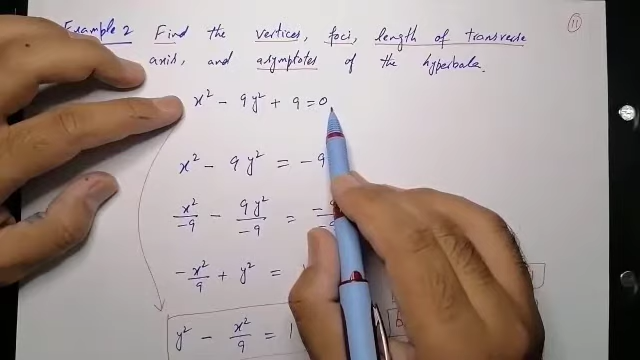 Example 2 Find the vertices, foci, length of transverse 11
axis, and asymptotes of the hyperbola.
x² - 9y² + 9 = 0
x² - 9y² = -9
x²/-9 - 9y²/-9 =
-x²/9 + y² =
y² - x²/9 = 1